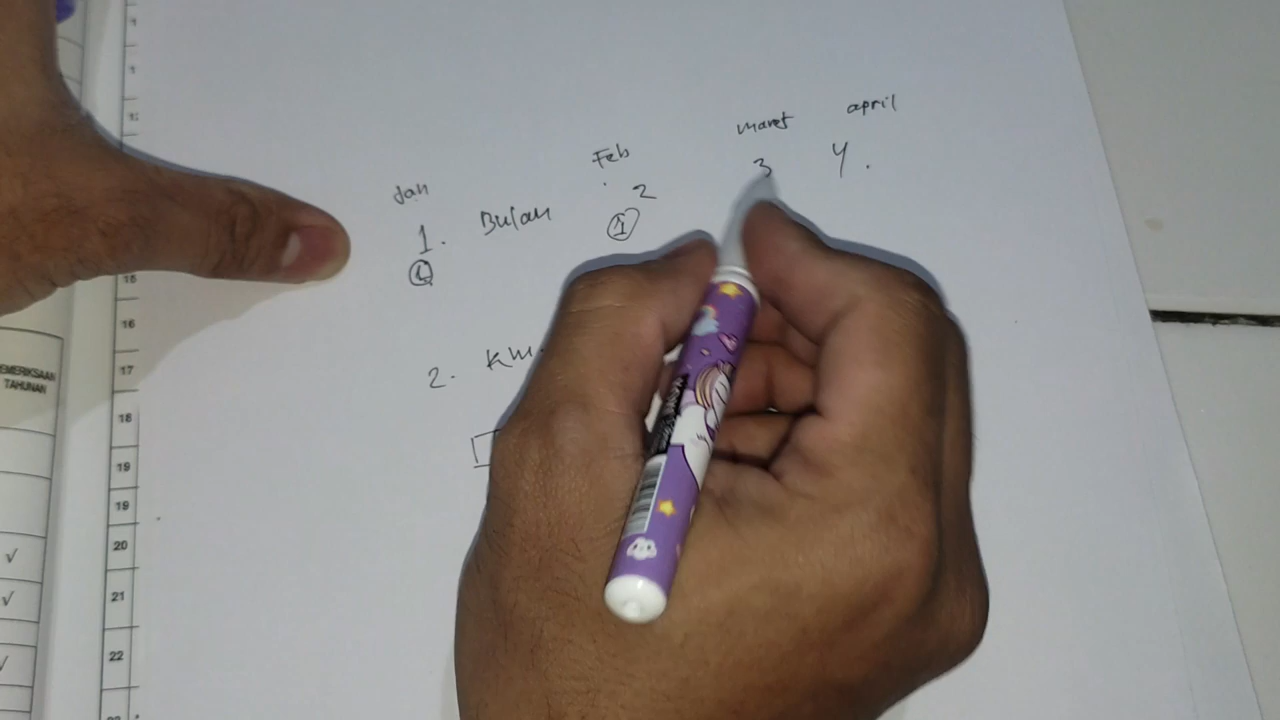 Jan Feb maret april
1. Bulan 2 3 4.
1 1
2. KM.
PEMERIKSAAN
TAHUNAN
15
16
17
18
19
19
20
21
22